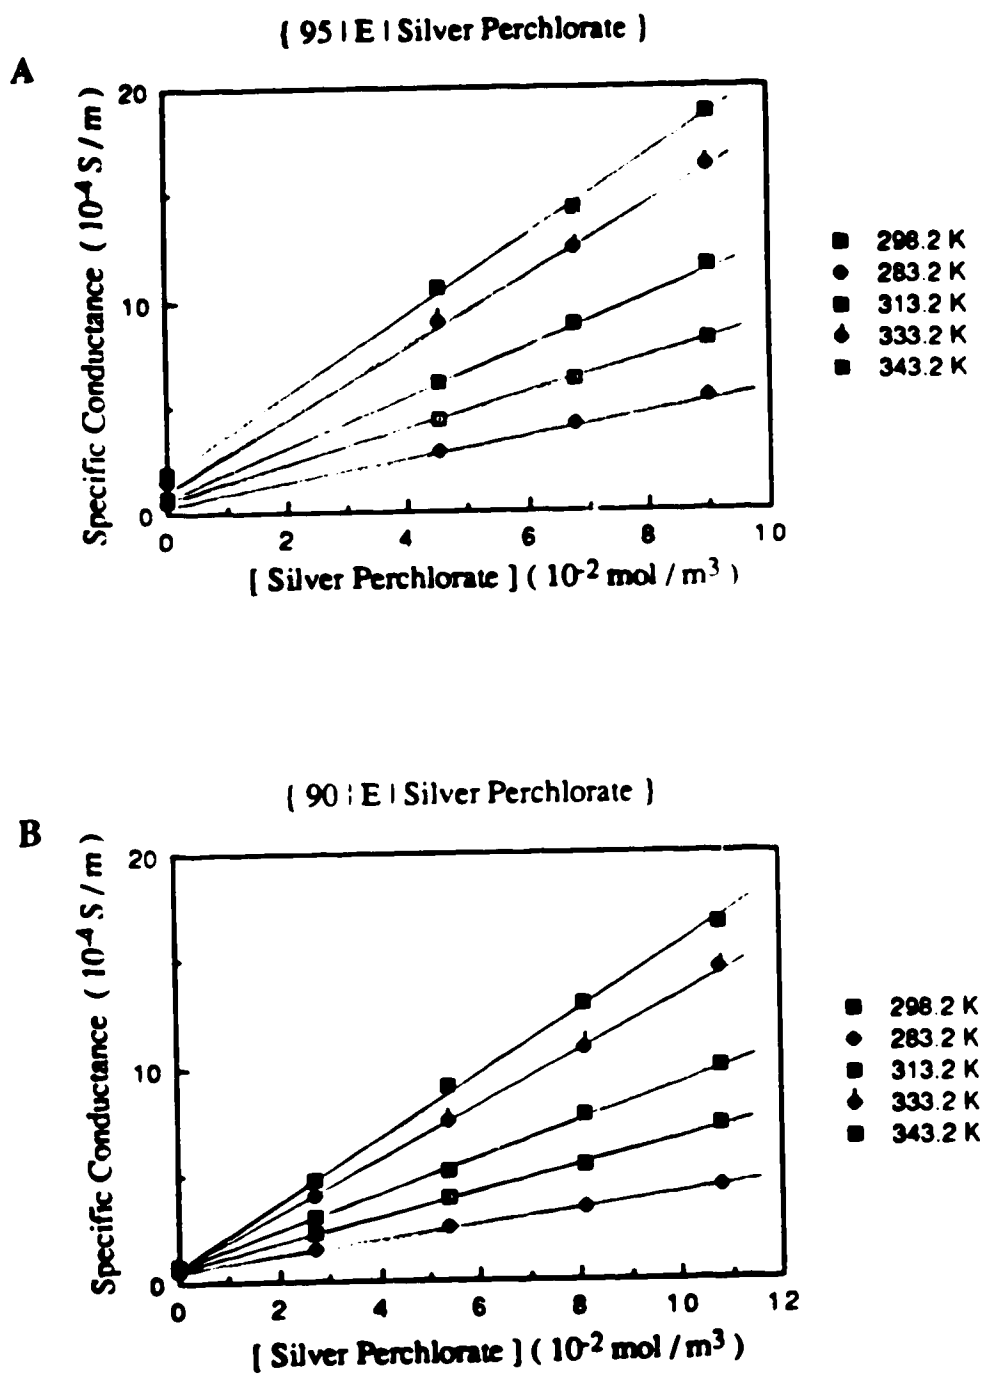 { 95 | E | Silver Perchlorate }
A
Specific Conductance ( 10-4 S / m )
20
10
0
0 2 4 6 8 10
[ Silver Perchlorate ] ( 10-2 mol / m3 )
298.2 K
283.2 K
313.2 K
333.2 K
343.2 K
{ 90 | E | Silver Perchlorate }
B
Specific Conductance ( 10-4 S / m )
20
10
0
0 2 4 6 8 10 12
[ Silver Perchlorate ] ( 10-2 mol / m3 )
298.2 K
283.2 K
313.2 K
333.2 K
343.2 K